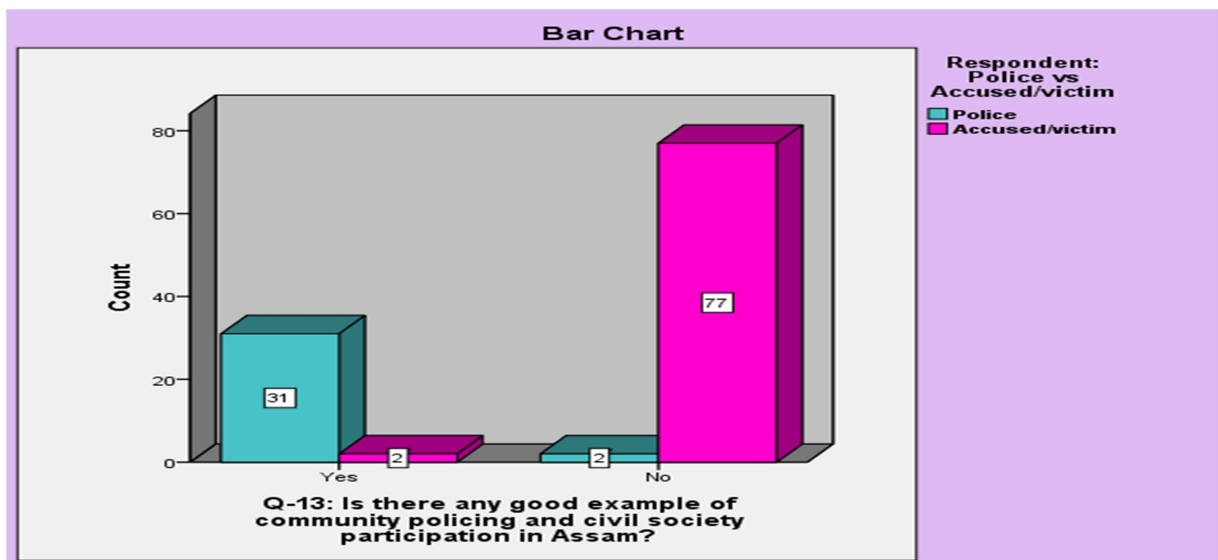 Bar Chart
Respondent:
Police vs
Accused/victim
Police
Accused/victim
80
60
40
20
0
Count
31
2
2
77
Yes
No
Q-13: Is there any good example of
community policing and civil society
participation in Assam?